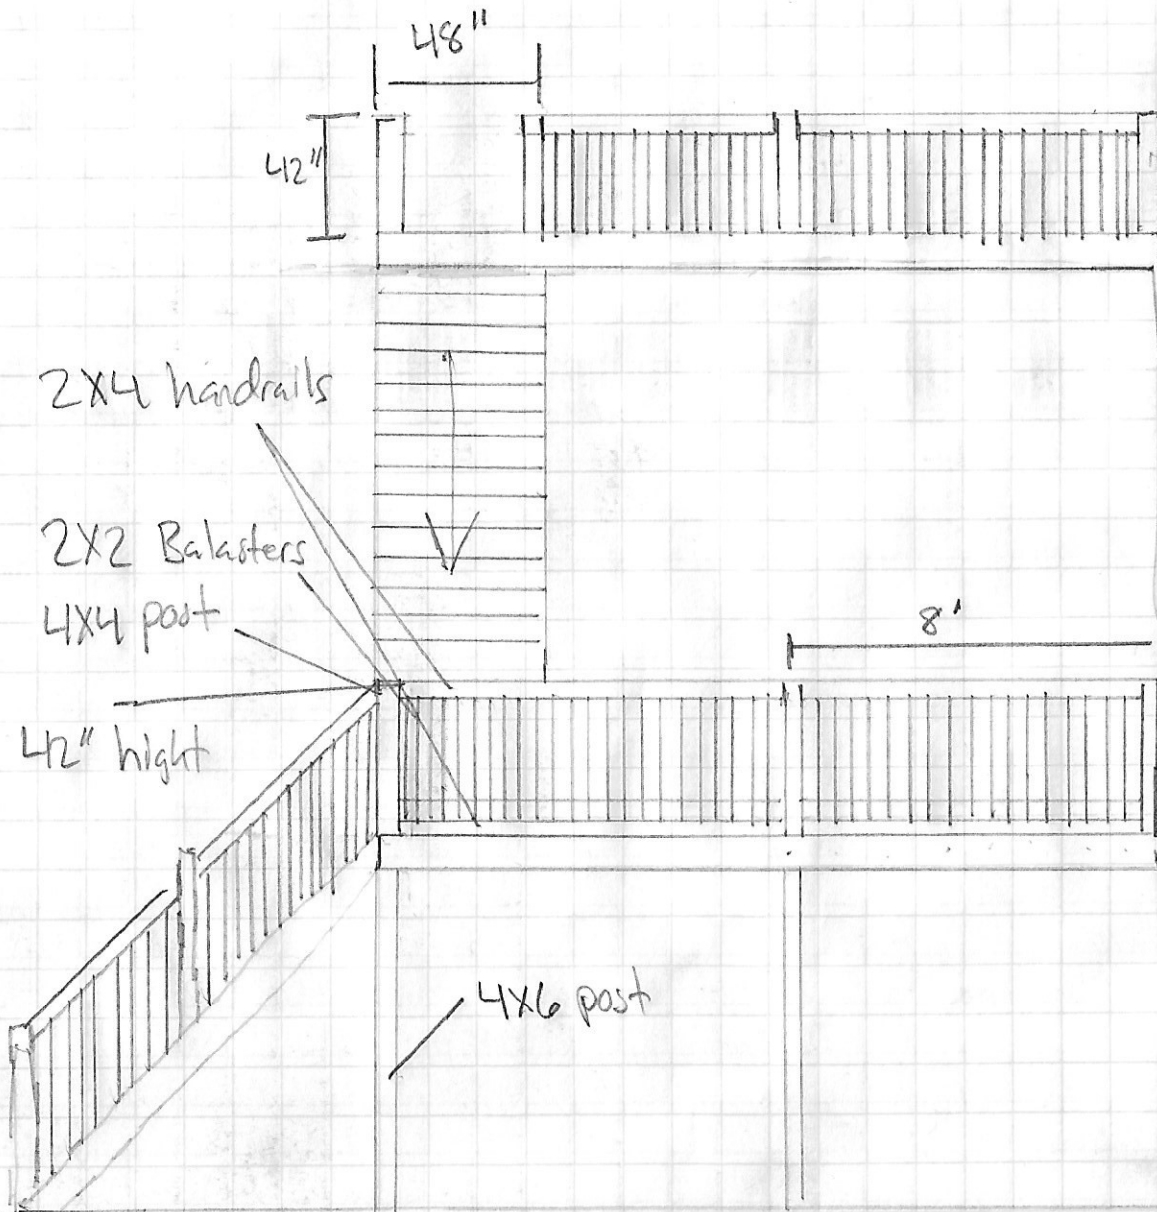 48"
42"
2X4 handrails
2X2 Balasters
4X4 post
8'
42" hight
4X6 post